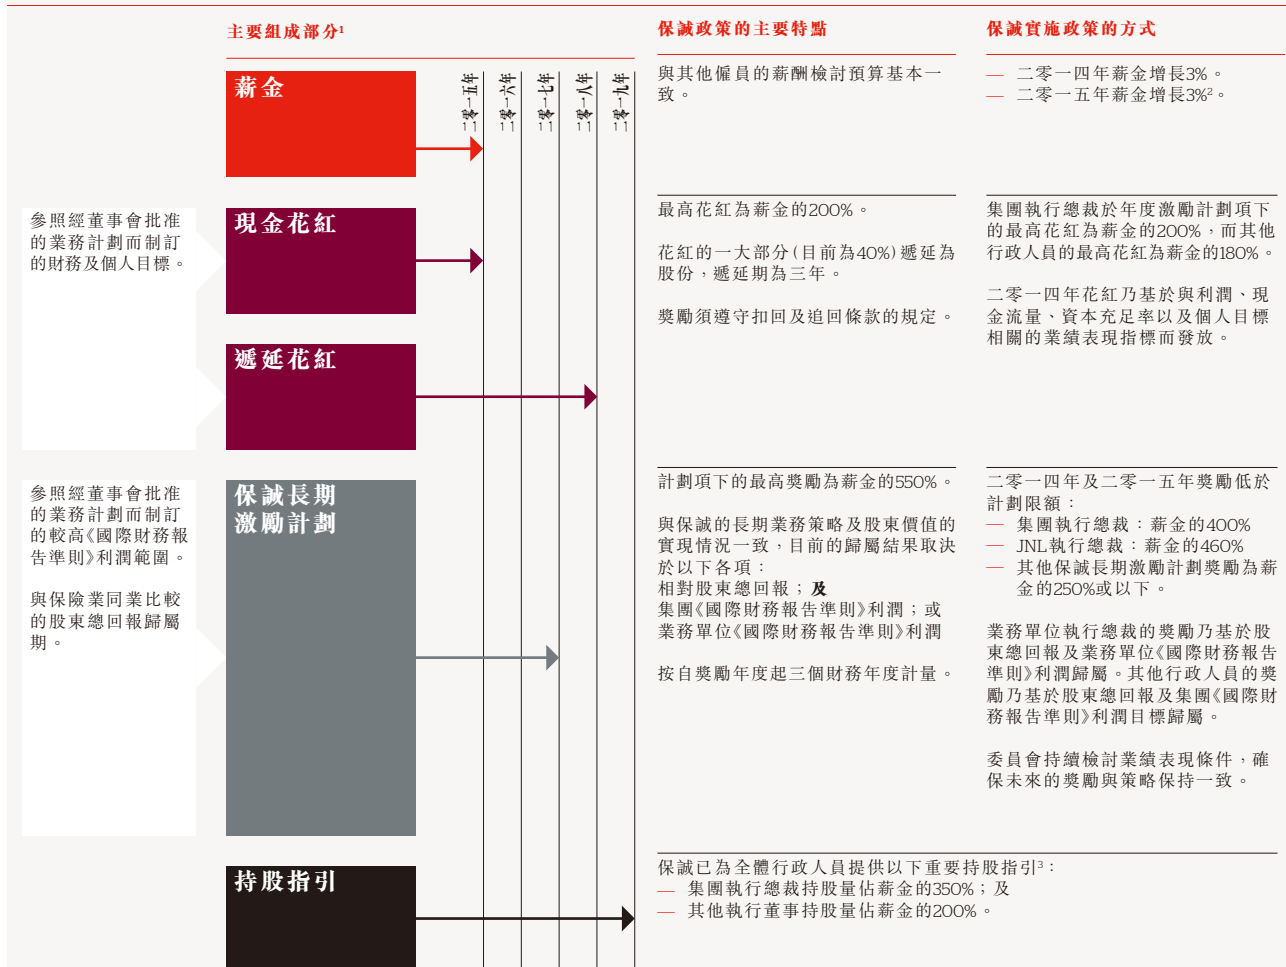 主要組成部分¹
保誠政策的主要特點
保誠實施政策的方式
薪金
二零一五年
二零一六年
二零一七年
二零一八年
二零一九年
與其他僱員的薪酬檢討預算基本一
致。
— 二零一四年薪金增長3%。
— 二零一五年薪金增長3%²。
參照經董事會批准
的業務計劃而制訂
的財務及個人目標。
現金花紅
遞延花紅
最高花紅為薪金的200%。
花紅的一大部分(目前為40%)遞延為
股份，遞延期為三年。
獎勵須遵守扣回及追回條款的規定。
集團執行總裁於年度激勵計劃項下
的最高花紅為薪金的200%，而其他
行政人員的最高花紅為薪金的180%。
二零一四年花紅乃基於與利潤、現
金流量、資本充足率以及個人目標
相關的業績表現指標而發放。
參照經董事會批准
的業務計劃而制訂
的較高《國際財務報
告準則》利潤範圍。
與保險業同業比較
的股東總回報歸屬
期。
保誠長期
激勵計劃
計劃項下的最高獎勵為薪金的550%。
與保誠的長期業務策略及股東價值的
實現情況一致，目前的歸屬結果取決
於以下各項：
相對股東總回報；及
集團《國際財務報告準則》利潤；或
業務單位《國際財務報告準則》利潤
按自獎勵年度起三個財務年度計量。
二零一四年及二零一五年獎勵低於
計劃限額：
— 集團執行總裁：薪金的400%
— JNL執行總裁：薪金的460%
— 其他保誠長期激勵計劃獎勵為薪
金的250%或以下。
業務單位執行總裁的獎勵乃基於股
東總回報及業務單位《國際財務報告
準則》利潤歸屬。其他行政人員的獎
勵乃基於股東總回報及集團《國際財
務報告準則》利潤目標歸屬。
委員會持續檢討業績表現條件，確
保未來的獎勵與策略保持一致。
持股指引
保誠已為全體行政人員提供以下重要持股指引³：
— 集團執行總裁持股量佔薪金的350%；及
— 其他執行董事持股量佔薪金的200%。